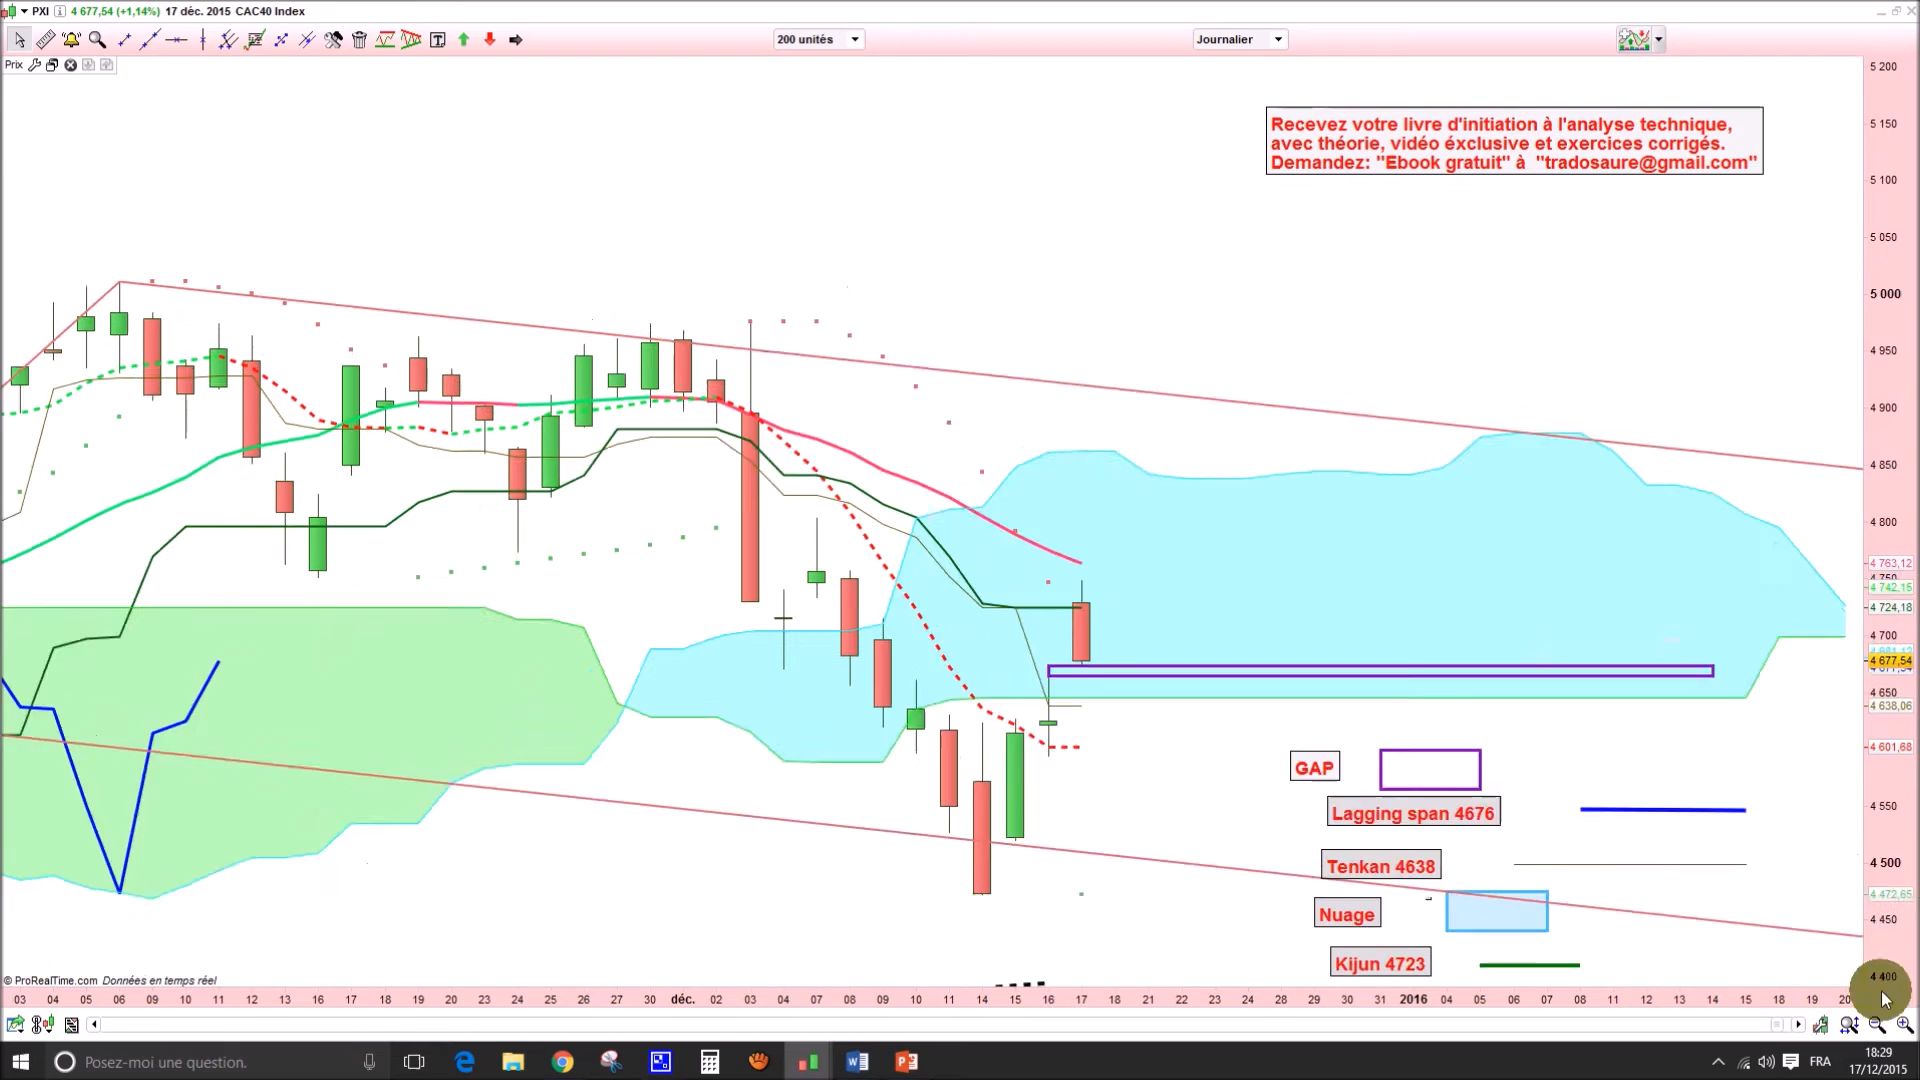 PXI 4 677,54 (+1,14%) 17 déc. 2015 CAC40 Index
200 unités
Journalier
Prix
5 200
5 150
5 100
5 050
5 000
4 950
4 900
4 850
4 800
4 763,12
4 750
4 742,15
4 724,18
4 700
4 677,54
4 650
4 638,06
4 601,68
4 550
4 500
4 472,65
4 450
4 400
Recevez votre livre d'initiation à l'analyse technique,
avec théorie, vidéo éxclusive et exercices corrigés.
Demandez: "Ebook gratuit" à "tradosaure@gmail.com"
GAP
Lagging span 4676
Tenkan 4638
Nuage
Kijun 4723
© ProRealTime.com Données en temps réel
03 04 05 06 09 10 11 12 13 16 17 18 19 20 23 24 25 26 27 30 déc. 02 03 04 07 08 09 10 11 14 15 16 17 18 21 22 23 24 28 29 30 31 2016 04 05 06 07 08 11 12 13 14 15 18 19 20
Posez-moi une question.
FRA
18:29
17/12/2015